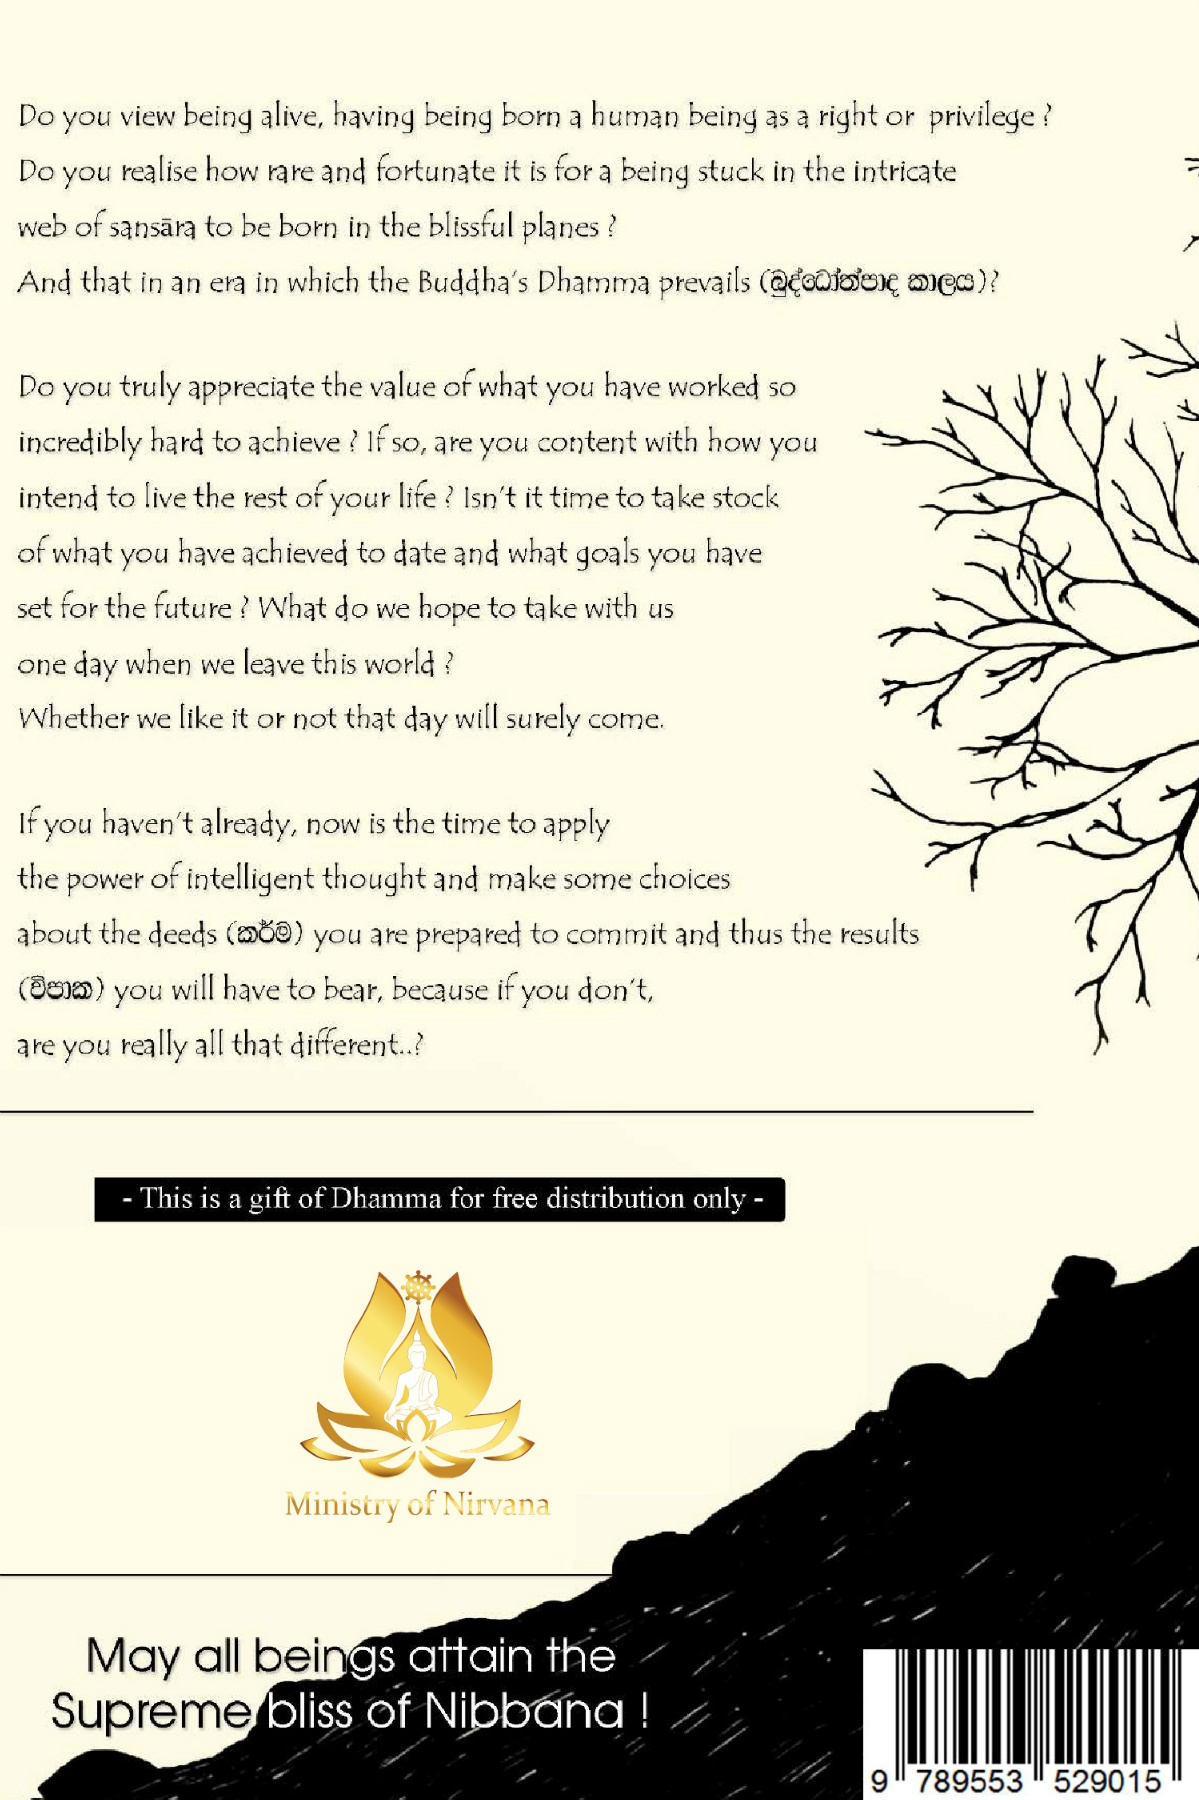 Do you view being alive, having being born a human being as a right or privilege ?
Do you realise how rare and fortunate it is for a being stuck in the intricate
web of sansāra to be born in the blissful planes ?
And that in an era in which the Buddha's Dhamma prevails (බුද්ධෝත්පාද කාලය)?
Do you truly appreciate the value of what you have worked so
incredibly hard to achieve ? If so, are you content with how you
intend to live the rest of your life ? Isn't it time to take stock
of what you have achieved to date and what goals you have
set for the future ? What do we hope to take with us
one day when we leave this world ?
Whether we like it or not that day will surely come.
If you haven't already, now is the time to apply
the power of intelligent thought and make some choices
about the deeds (කර්ම) you are prepared to commit and thus the results
(විපාක) you will have to bear, because if you don't,
are you really all that different..?
- This is a gift of Dhamma for free distribution only -
Ministry of Nirvana
May all beings attain the
Supreme bliss of Nibbana !
9 789553 529015